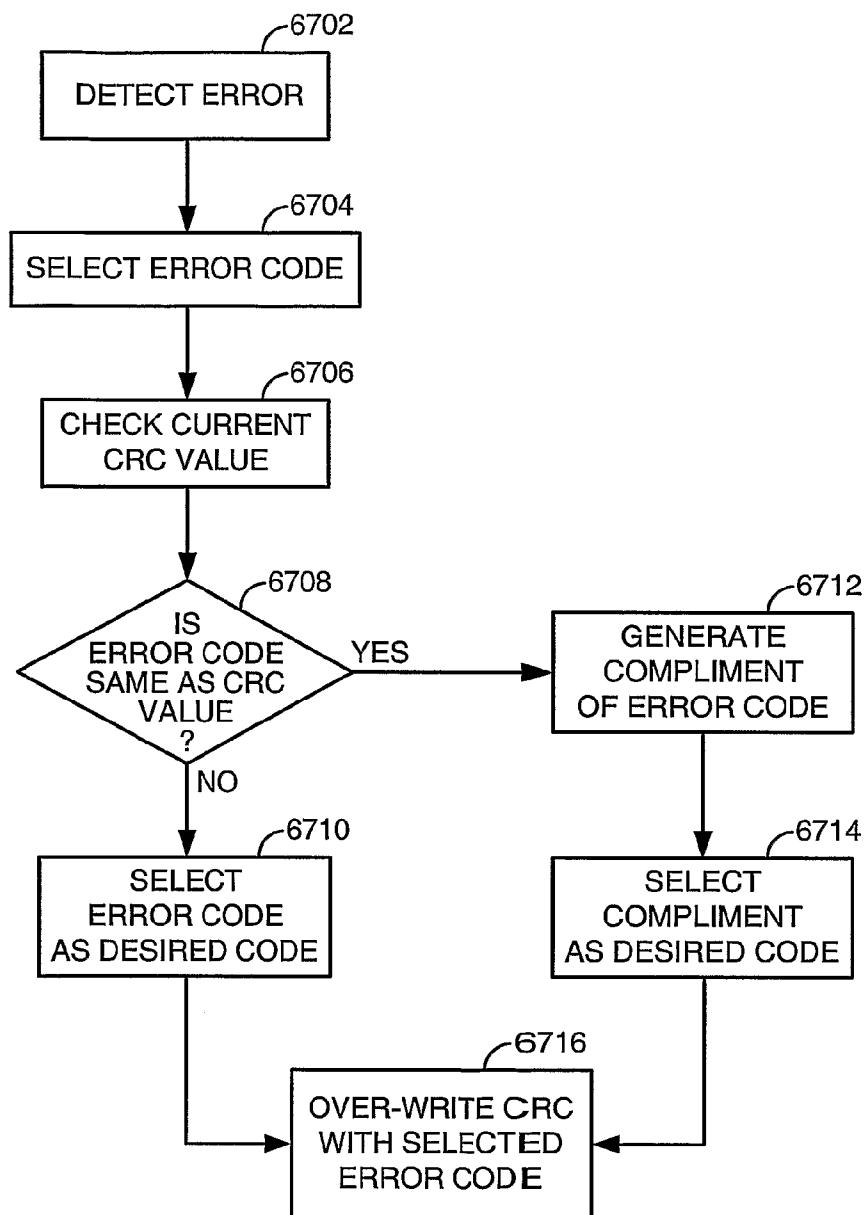 6702
DETECT ERROR
6704
SELECT ERROR CODE
6706
CHECK CURRENT
CRC VALUE
6708
IS
ERROR CODE
SAME AS CRC
VALUE
?
YES
NO
6712
GENERATE
COMPLIMENT
OF ERROR CODE
6710
SELECT
ERROR CODE
AS DESIRED CODE
6714
SELECT
COMPLIMENT
AS DESIRED CODE
6716
OVER-WRITE CRC
WITH SELECTED
ERROR CODE